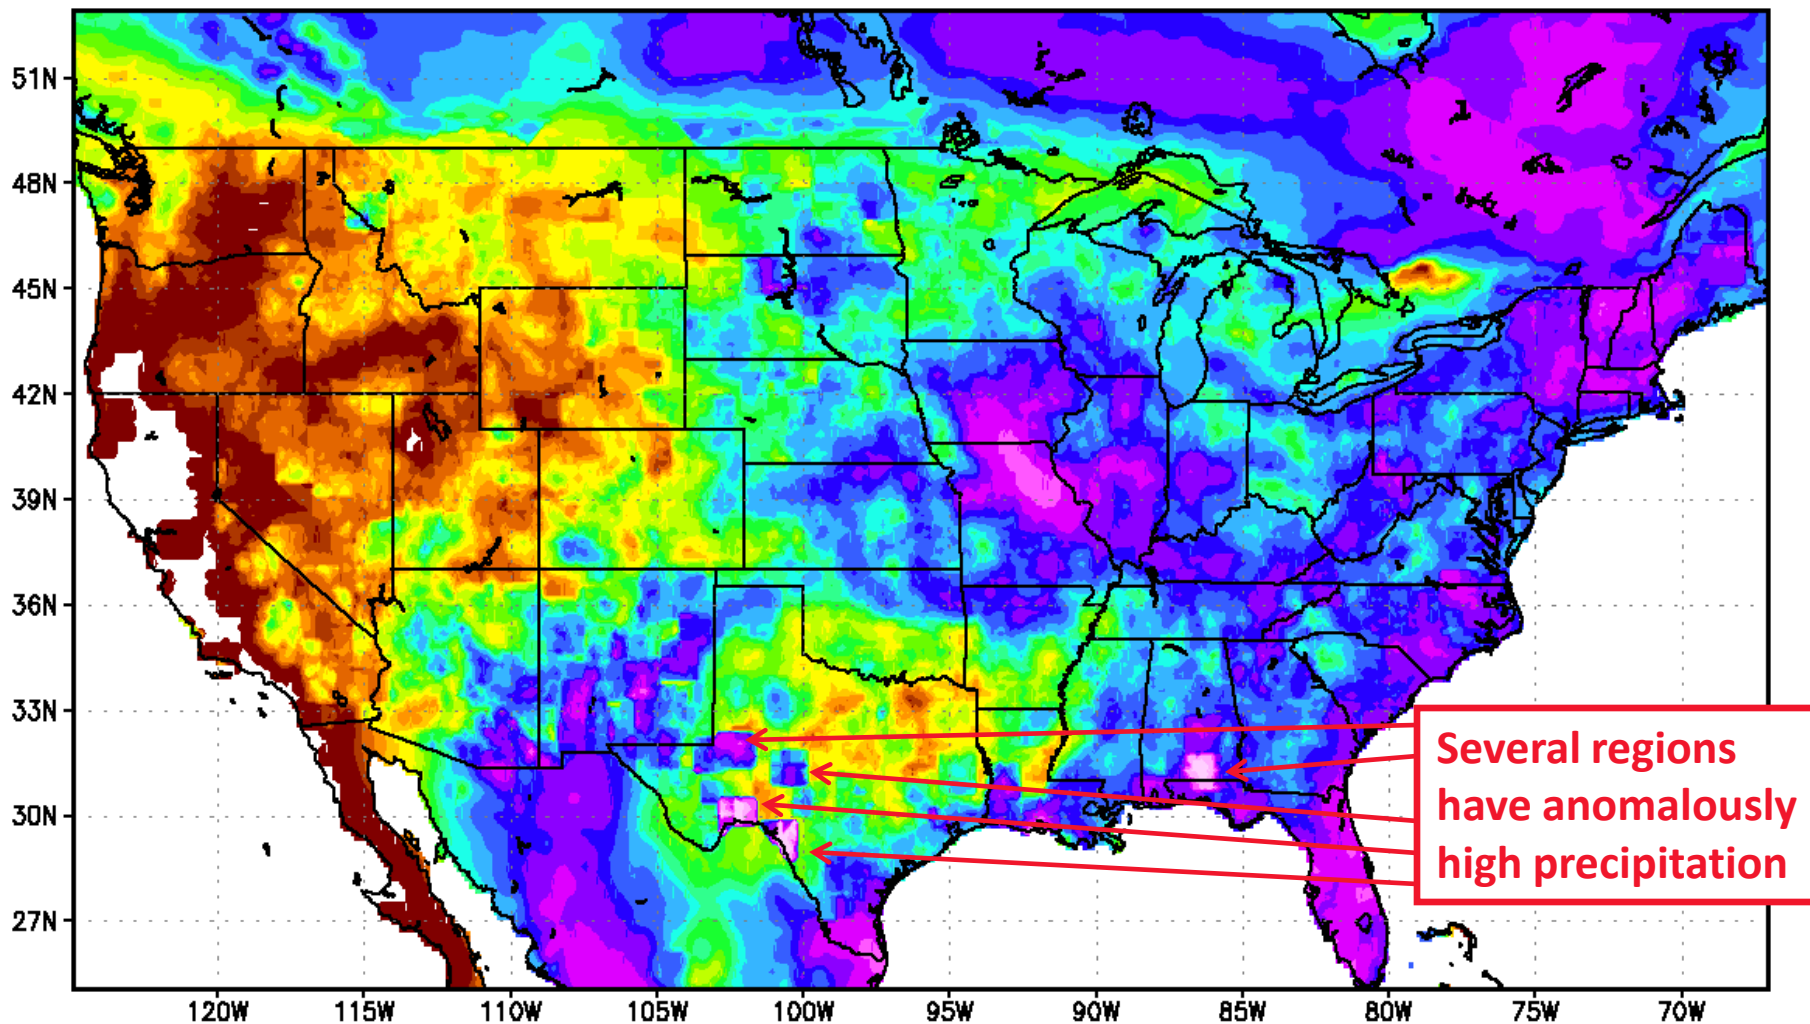 51N
48N
45N
42N
39N
36N
33N
30N
27N
Several regions
have anomalously
high precipitation
120W 115W 110W 105W 100W 95W 90W 85W 80W 75W 70W